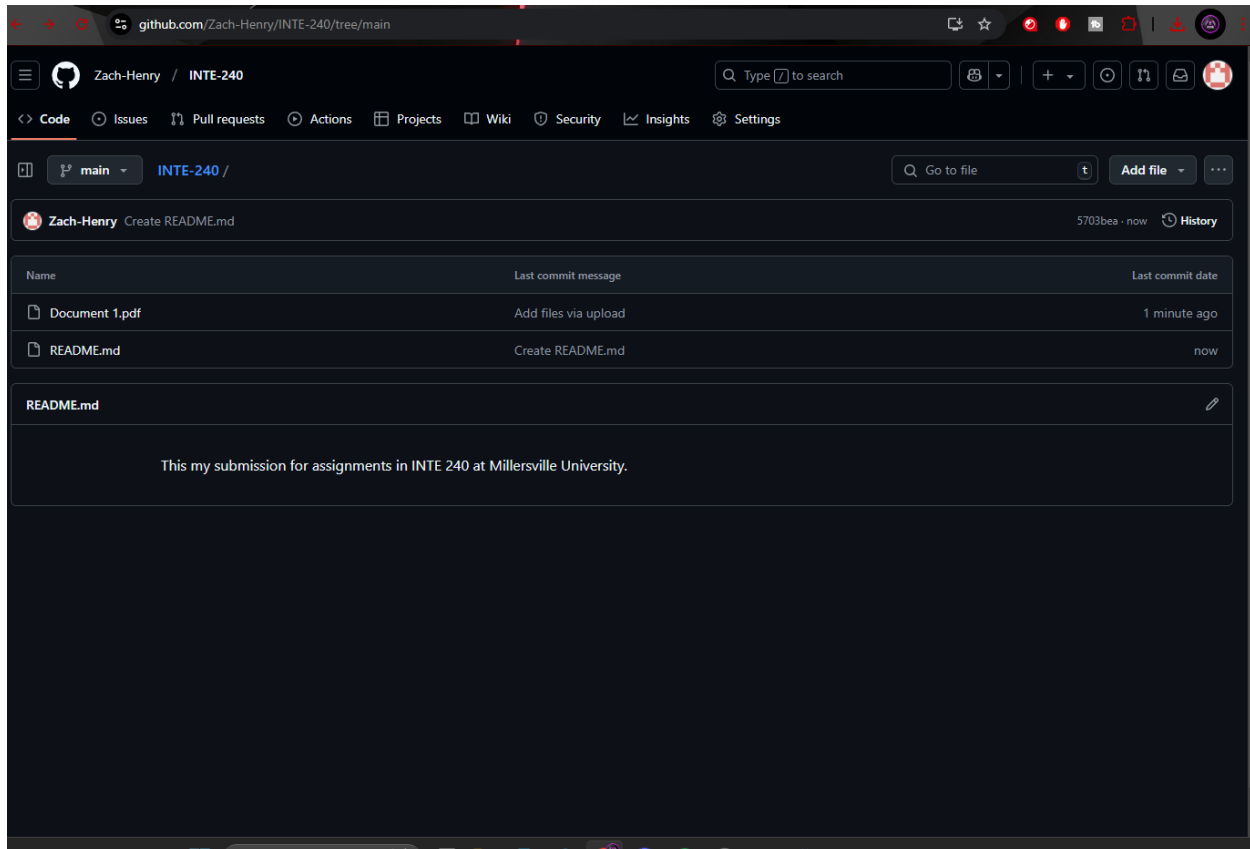 github.com/Zach-Henry/INTE-240/tree/main
Zach-Henry / INTE-240
Type / to search
Code Issues Pull requests Actions Projects Wiki Security Insights Settings
main INTE-240 /
Go to file t Add file
Zach-Henry Create README.md 5703bea · now History
Name Last commit message Last commit date
Document 1.pdf Add files via upload 1 minute ago
README.md Create README.md now
README.md
This my submission for assignments in INTE 240 at Millersville University.